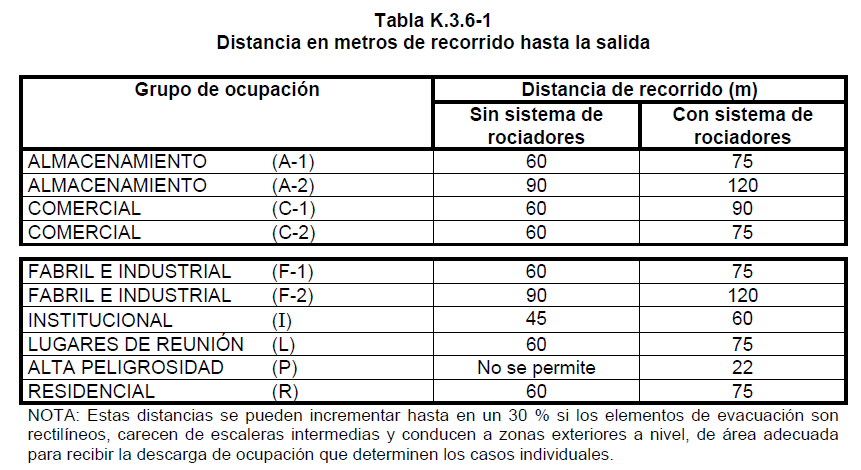 Tabla K.3.6-1
Distancia en metros de recorrido hasta la salida
Grupo de ocupación Distancia de recorrido (m)
Sin sistema de rociadores Con sistema de rociadores
ALMACENAMIENTO (A-1) 60 75
ALMACENAMIENTO (A-2) 90 120
COMERCIAL (C-1) 60 90
COMERCIAL (C-2) 60 75
FABRIL E INDUSTRIAL (F-1) 60 75
FABRIL E INDUSTRIAL (F-2) 90 120
INSTITUCIONAL (I) 45 60
LUGARES DE REUNIÓN (L) 60 75
ALTA PELIGROSIDAD (P) No se permite 22
RESIDENCIAL (R) 60 75
NOTA: Estas distancias se pueden incrementar hasta en un 30 % si los elementos de evacuación son
rectilíneos, carecen de escaleras intermedias y conducen a zonas exteriores a nivel, de área adecuada
para recibir la descarga de ocupación que determinen los casos individuales.